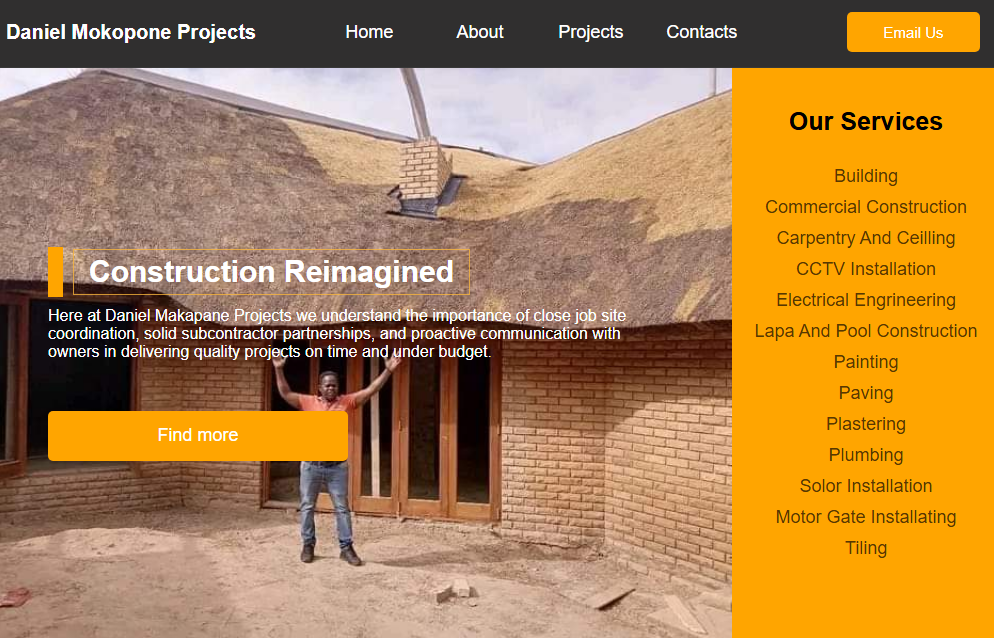 Daniel Mokopone Projects
Home
About
Projects
Contacts
Email Us
Construction Reimagined
Here at Daniel Makapane Projects we understand the importance of close job site
coordination, solid subcontractor partnerships, and proactive communication with
owners in delivering quality projects on time and under budget.
Find more
Our Services
Building
Commercial Construction
Carpentry And Ceilling
CCTV Installation
Electrical Engrineering
Lapa And Pool Construction
Painting
Paving
Plastering
Plumbing
Solor Installation
Motor Gate Installating
Tiling